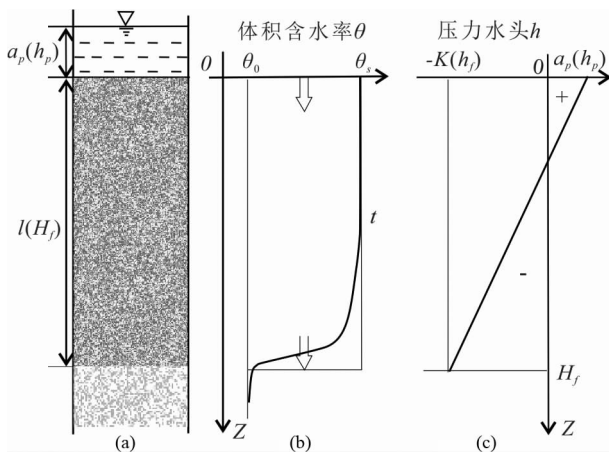 体积含水率θ
压力水头h
a_p(h_p)
0
θ_0
θ_s
-K(h_f)
0
a_p(h_p)
+
l(H_f)
t
-
H_f
Z
Z
(a)
(b)
(c)